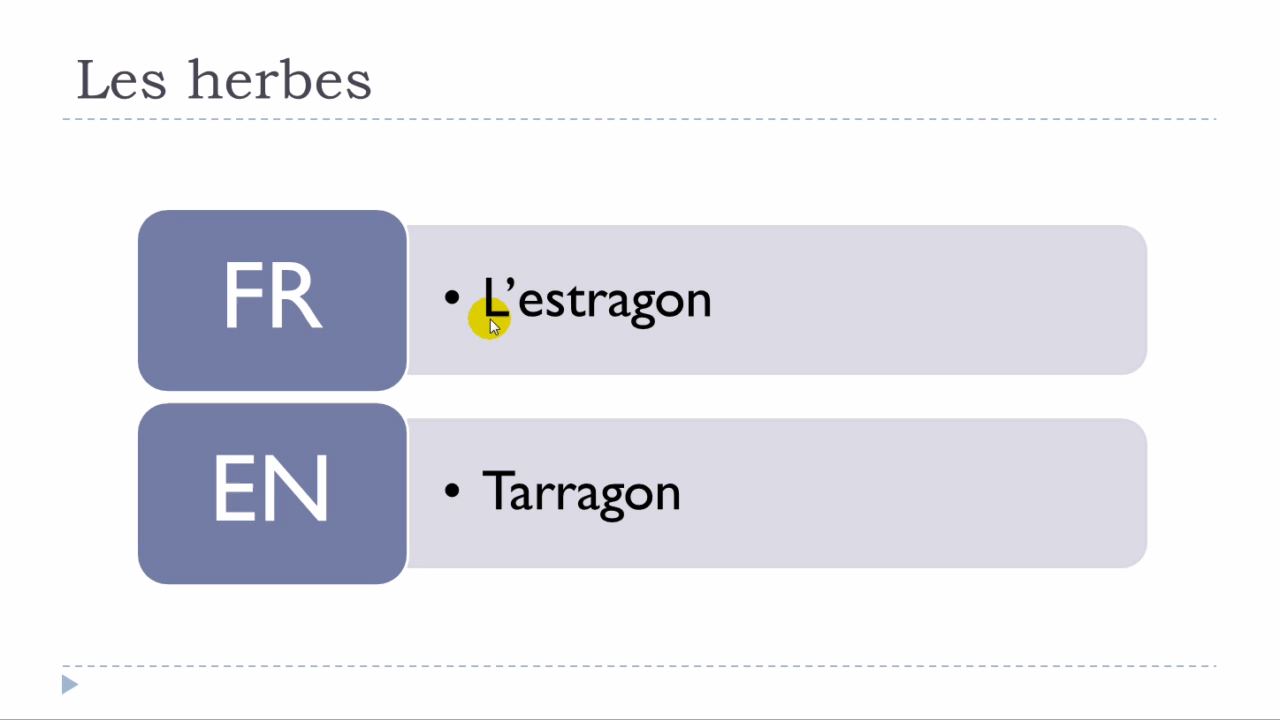 Les herbes
FR
• L’estragon
EN
• Tarragon